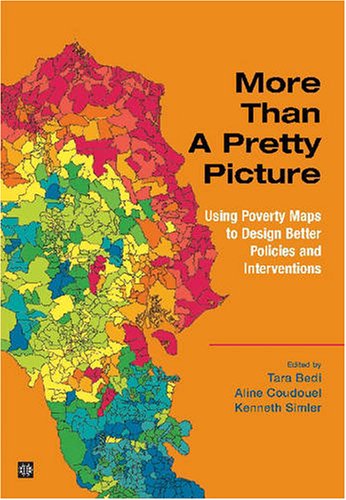 More
Than
A Pretty
Picture
Using Poverty Maps
to Design Better
Policies and
Interventions
Edited by
Tara Bedi
Aline Coudouel
Kenneth Simler